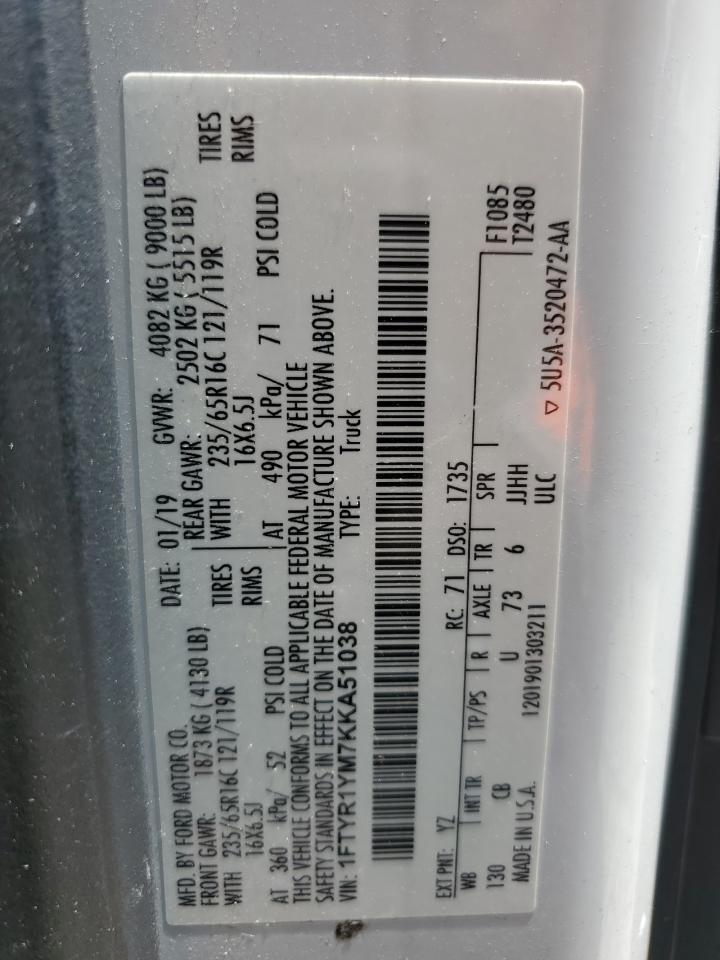 MFD. BY FORD MOTOR CO. DATE: 01/19 GVWR: 4082 KG ( 9000 LB)
FRONT GAWR: 1873 KG ( 4130 LB) REAR GAWR: 2502 KG ( 5515 LB)
WITH 235/65R16C 121/119R TIRES WITH 235/65R16C 121/119R TIRES
16X6.5J RIMS 16X6.5J RIMS
AT 360 kPa/ 52 PSI COLD AT 490 kPa/ 71 PSI COLD
THIS VEHICLE CONFORMS TO ALL APPLICABLE FEDERAL MOTOR VEHICLE
SAFETY STANDARDS IN EFFECT ON THE DATE OF MANUFACTURE SHOWN ABOVE.
VIN: 1FTYR1YM7KKA51038 TYPE: Truck
EXT PNT: YZ RC: 71 DSO: 1735
WB INT TR TP/PS R AXLE TR SPR F1085
130 CB U 73 6 JJHH T2480
MADE IN U.S.A. 1201901303211 ULC
▽ 5U5A-3520472-AA